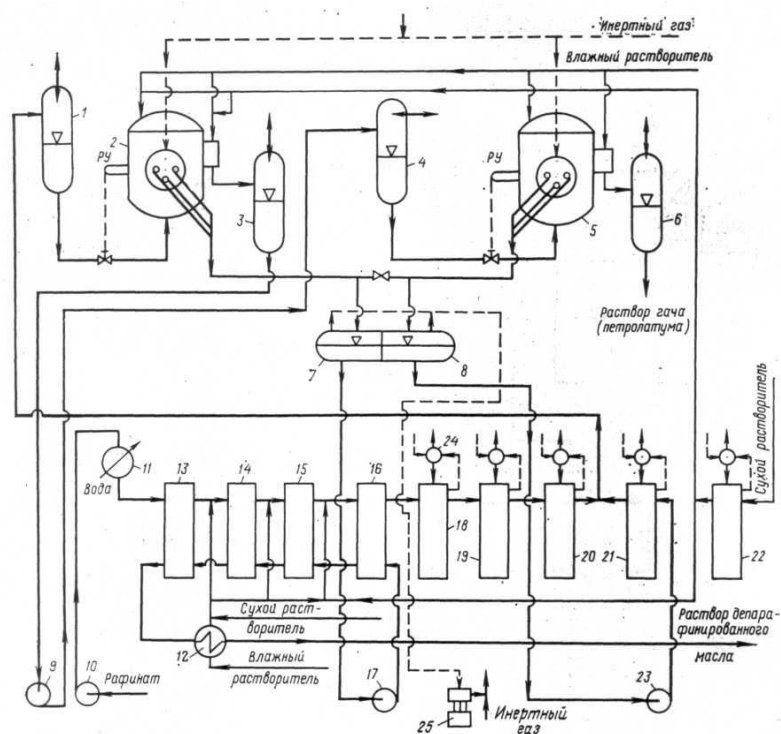 Инертный газ
Влажный растворитель
1
2
РУ
3
4
РУ
5
6
Раствор гача
(петролатума)
7
8
Сухой растворитель
24
11
Вода
13
14
15
16
18
19
20
21
22
Сухой раст-
воритель
12
Влажный
растворитель
Раствор депара-
финированного
масла
9
10
Рафинат
17
25
Инертный
газ
23